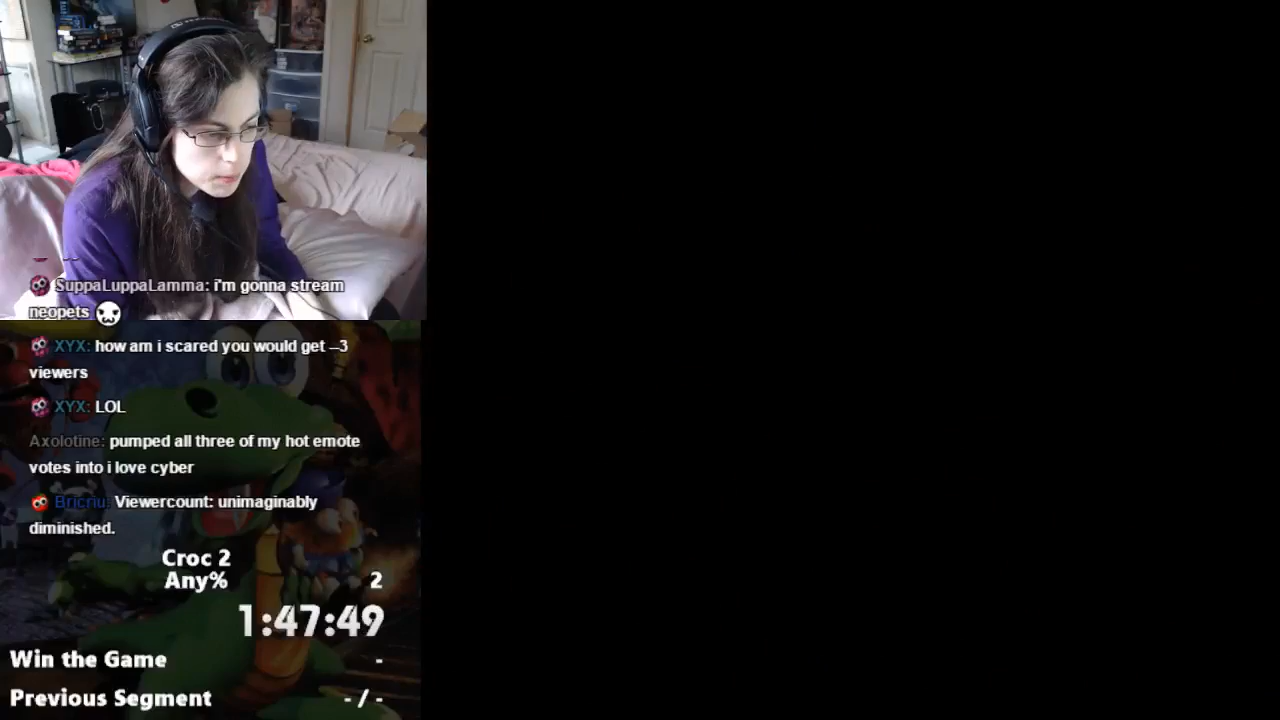 SuppaLuppaLamma: i'm gonna stream
neopets
XYX: how am i scared you would get --3
viewers
XYX: LOL
Axolotine: pumped all three of my hot emote
votes into i love cyber
Bricriu: Viewercount: unimaginably
diminished.
Croc 2
Any% 2
1:47:49
Win the Game -
Previous Segment - / -